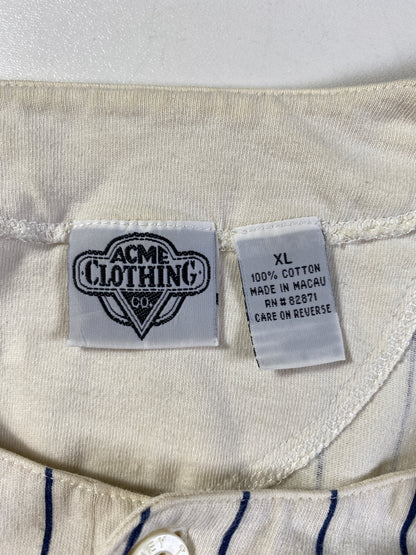 ACME
CLOTHING
CO.
XL
100% COTTON
MADE IN MACAU
RN# 82871
CARE ON REVERSE